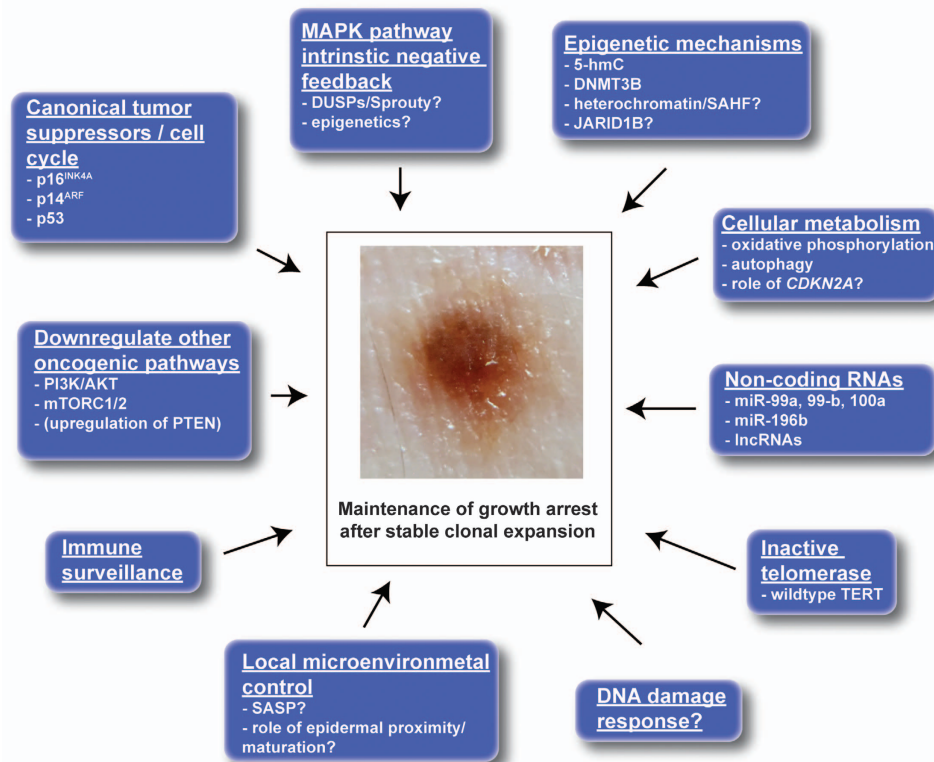 MAPK pathway
intrinstic negative
feedback
- DUSPs/Sprouty?
- epigenetics?
Epigenetic mechanisms
- 5-hmC
- DNMT3B
- heterochromatin/SAHF?
- JARID1B?
Canonical tumor
suppressors / cell
cycle
- p16INK4A
- p14ARF
- p53
Cellular metabolism
- oxidative phosphorylation
- autophagy
- role of CDKN2A?
Downregulate other
oncogenic pathways
- PI3K/AKT
- mTORC1/2
- (upregulation of PTEN)
Non-coding RNAs
- miR-99a, 99-b, 100a
- miR-196b
- lncRNAs
Maintenance of growth arrest
after stable clonal expansion
Immune
surveillance
Inactive
telomerase
- wildtype TERT
Local microenvironmetal
control
- SASP?
- role of epidermal proximity/
maturation?
DNA damage
response?